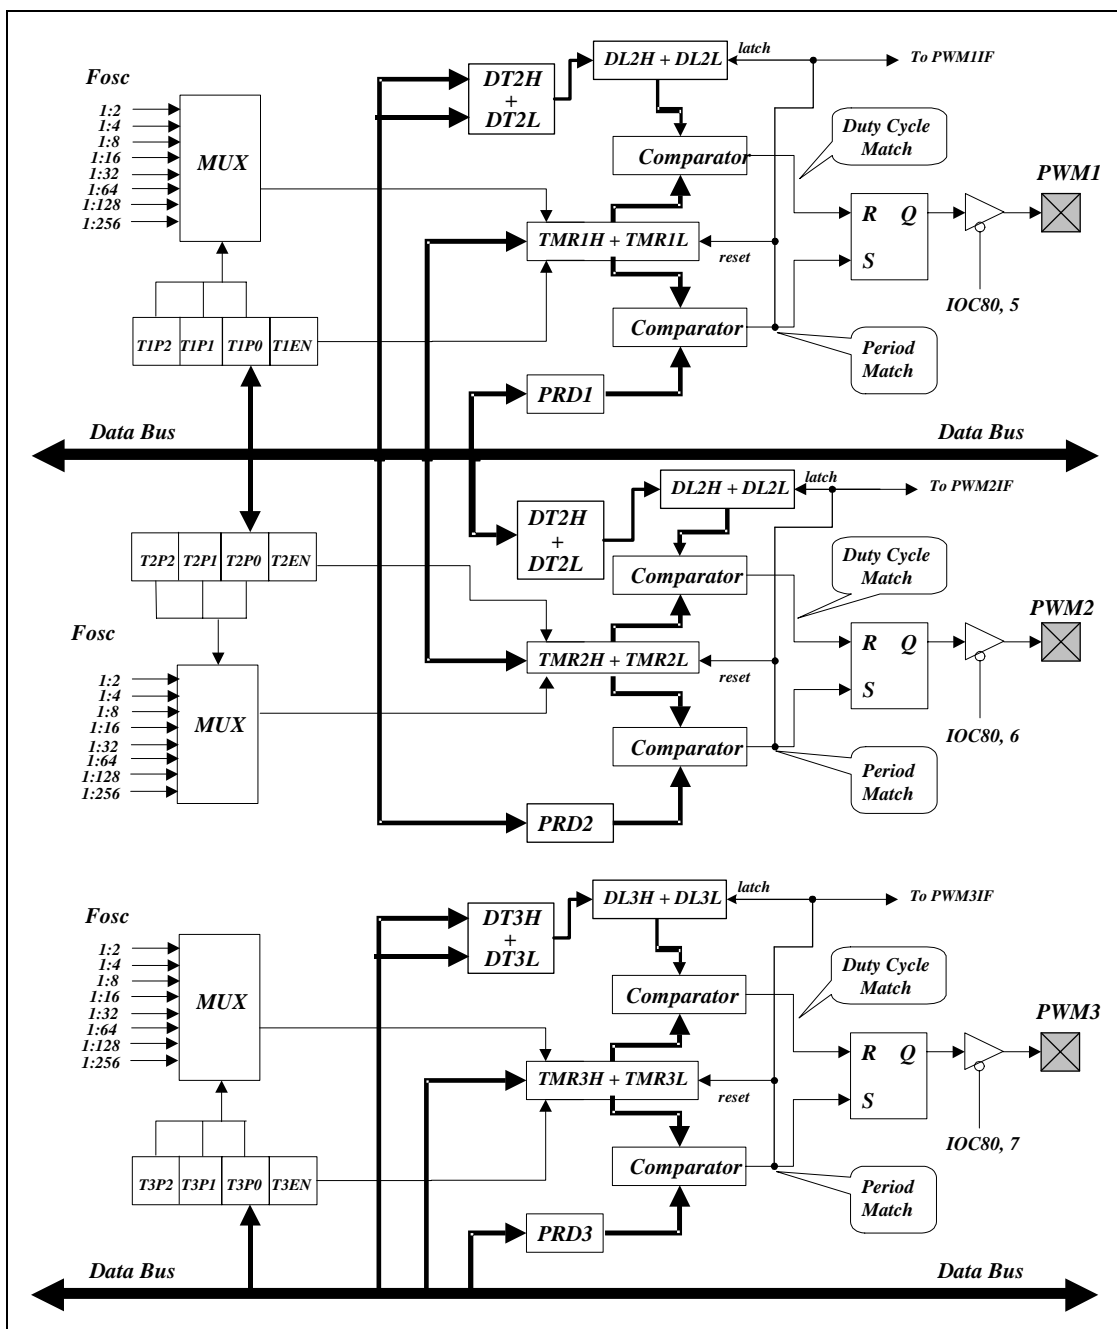 DL2H + DL2L
latch
To PWM1IF
Fosc
DT2H
+
DT2L
1:2
1:4
1:8
1:16
1:32
1:64
1:128
1:256
MUX
Comparator
Duty Cycle
Match
PWM1
R Q
S
TMR1H + TMR1L
reset
IOC80, 5
T1P2 T1P1 T1P0 T1EN
Comparator
Period
Match
PRD1
Data Bus
Data Bus
DL2H + DL2L
latch
To PWM2IF
DT2H
+
DT2L
T2P2 T2P1 T2P0 T2EN
Comparator
Duty Cycle
Match
PWM2
Fosc
R Q
S
TMR2H + TMR2L
reset
1:2
1:4
1:8
1:16
1:32
1:64
1:128
1:256
MUX
IOC80, 6
Comparator
Period
Match
PRD2
DL3H + DL3L
latch
To PWM3IF
Fosc
DT3H
+
DT3L
1:2
1:4
1:8
1:16
1:32
1:64
1:128
1:256
MUX
Comparator
Duty Cycle
Match
PWM3
R Q
S
TMR3H + TMR3L
reset
IOC80, 7
T3P2 T3P1 T3P0 T3EN
Comparator
Period
Match
PRD3
Data Bus
Data Bus